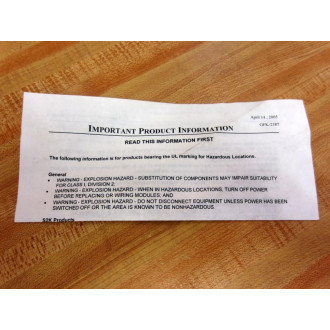 April 14, 2005
GFK-2387
IMPORTANT PRODUCT INFORMATION
READ THIS INFORMATION FIRST
The following information is for products bearing the UL Marking for Hazardous Locations.
General
• WARNING - EXPLOSION HAZARD - SUBSTITUTION OF COMPONENTS MAY IMPAIR SUITABILITY
FOR CLASS I, DIVISION 2;
• WARNING - EXPLOSION HAZARD - WHEN IN HAZARDOUS LOCATIONS, TURN OFF POWER
BEFORE REPLACING OR WIRING MODULES; AND
• WARNING - EXPLOSION HAZARD - DO NOT DISCONNECT EQUIPMENT UNLESS POWER HAS BEEN
SWITCHED OFF OR THE AREA IS KNOWN TO BE NONHAZARDOUS.
S2K Products